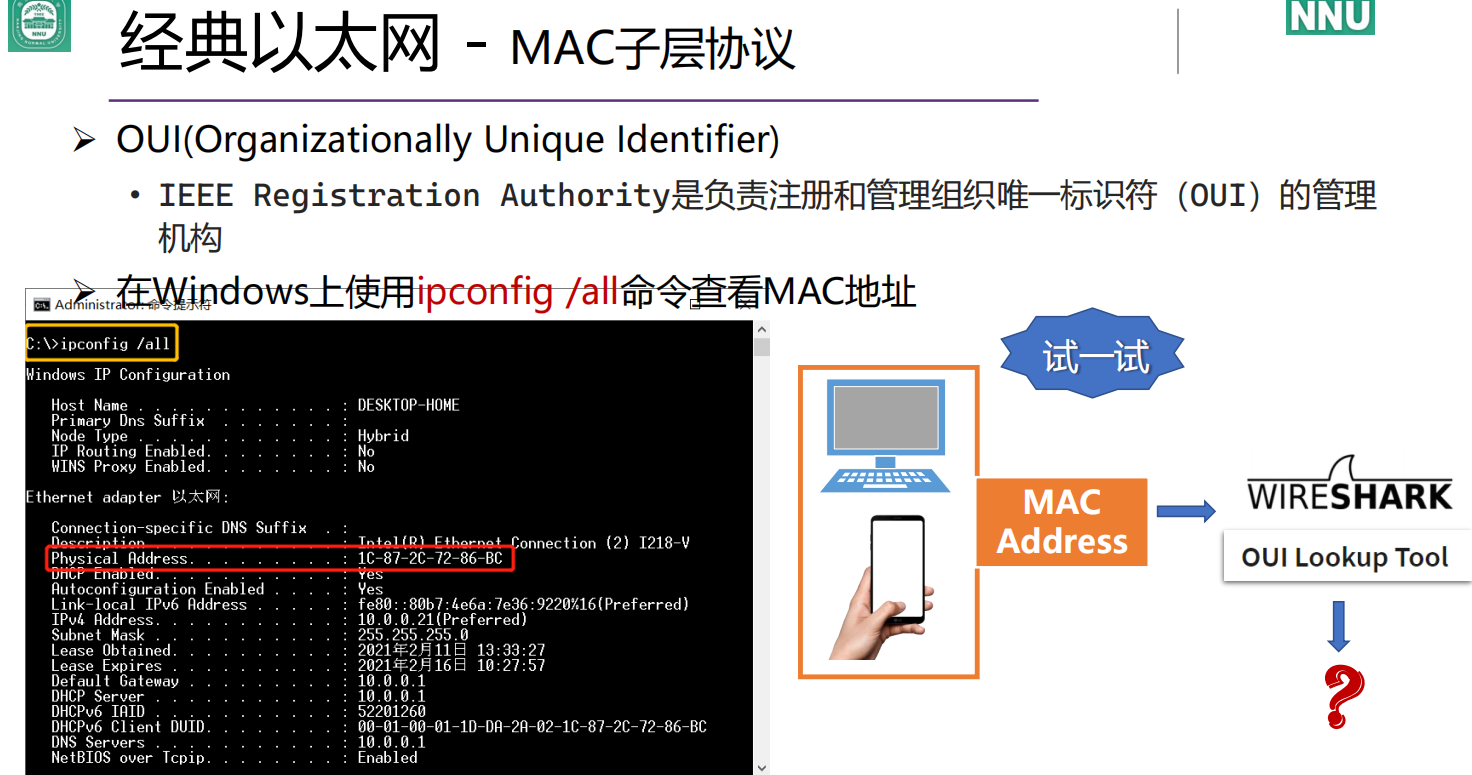 经典以太网 - MAC子层协议
NNU
NNU
➢ OUI(Organizationally Unique Identifier)
• IEEE Registration Authority是负责注册和管理组织唯一标识符（OUI）的管理
机构
➢ 在Windows上使用ipconfig /all命令查看MAC地址
Administrator: 命令提示符
C:\>ipconfig /all
Windows IP Configuration
Host Name . . . . . . . . . . . . : DESKTOP-HOME
Primary Dns Suffix . . . . . . . :
Node Type . . . . . . . . . . . . : Hybrid
IP Routing Enabled. . . . . . . . : No
WINS Proxy Enabled. . . . . . . . : No
Ethernet adapter 以太网:
Connection-specific DNS Suffix . :
Description . . . . . . . . . . . : Intel(R) Ethernet Connection (2) I218-V
Physical Address. . . . . . . . . : 1C-87-2C-72-86-BC
DHCP Enabled. . . . . . . . . . . : Yes
Autoconfiguration Enabled . . . . : Yes
Link-local IPv6 Address . . . . . : fe80::80b7:4e6a:7e36:9220%16(Preferred)
IPv4 Address. . . . . . . . . . . : 10.0.0.21(Preferred)
Subnet Mask . . . . . . . . . . . : 255.255.255.0
Lease Obtained. . . . . . . . . . : 2021年2月11日 13:33:27
Lease Expires . . . . . . . . . . : 2021年2月16日 10:27:57
Default Gateway . . . . . . . . . : 10.0.0.1
DHCP Server . . . . . . . . . . . : 10.0.0.1
DHCPv6 IAID . . . . . . . . . . . : 52201260
DHCPv6 Client DUID. . . . . . . . : 00-01-00-01-1D-DA-2A-02-1C-87-2C-72-86-BC
DNS Servers . . . . . . . . . . . : 10.0.0.1
NetBIOS over Tcpip. . . . . . . . : Enabled
试一试
MAC
Address
WIRESHARK
OUI Lookup Tool
?